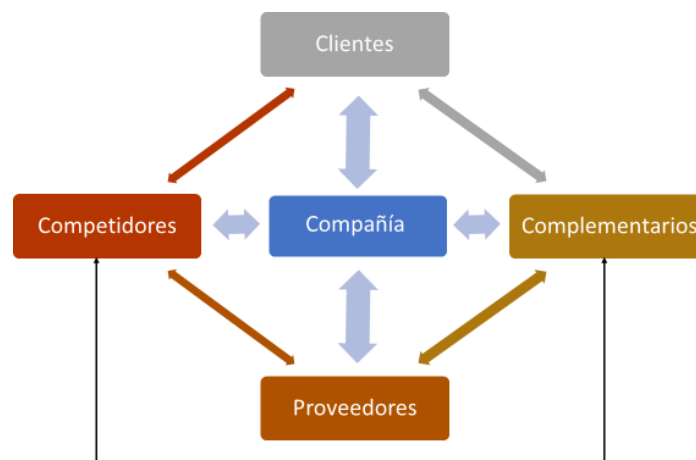 Clientes
Competidores
Compañía
Complementarios
Proveedores